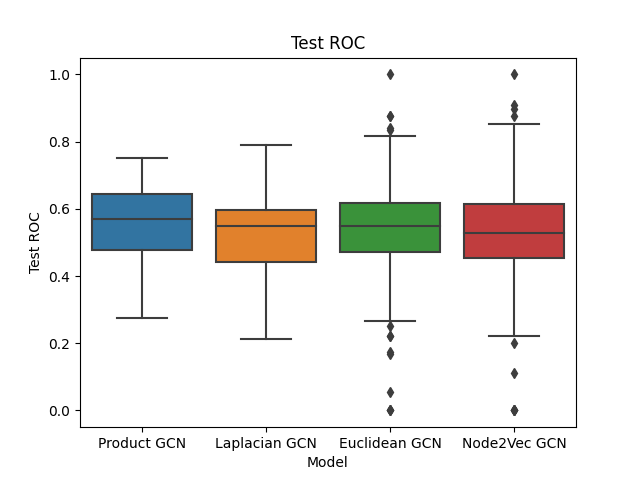 Test ROC
1.0
0.8
0.6
0.4
0.2
0.0
Test ROC
Product GCN Laplacian GCN Euclidean GCN Node2Vec GCN
Model